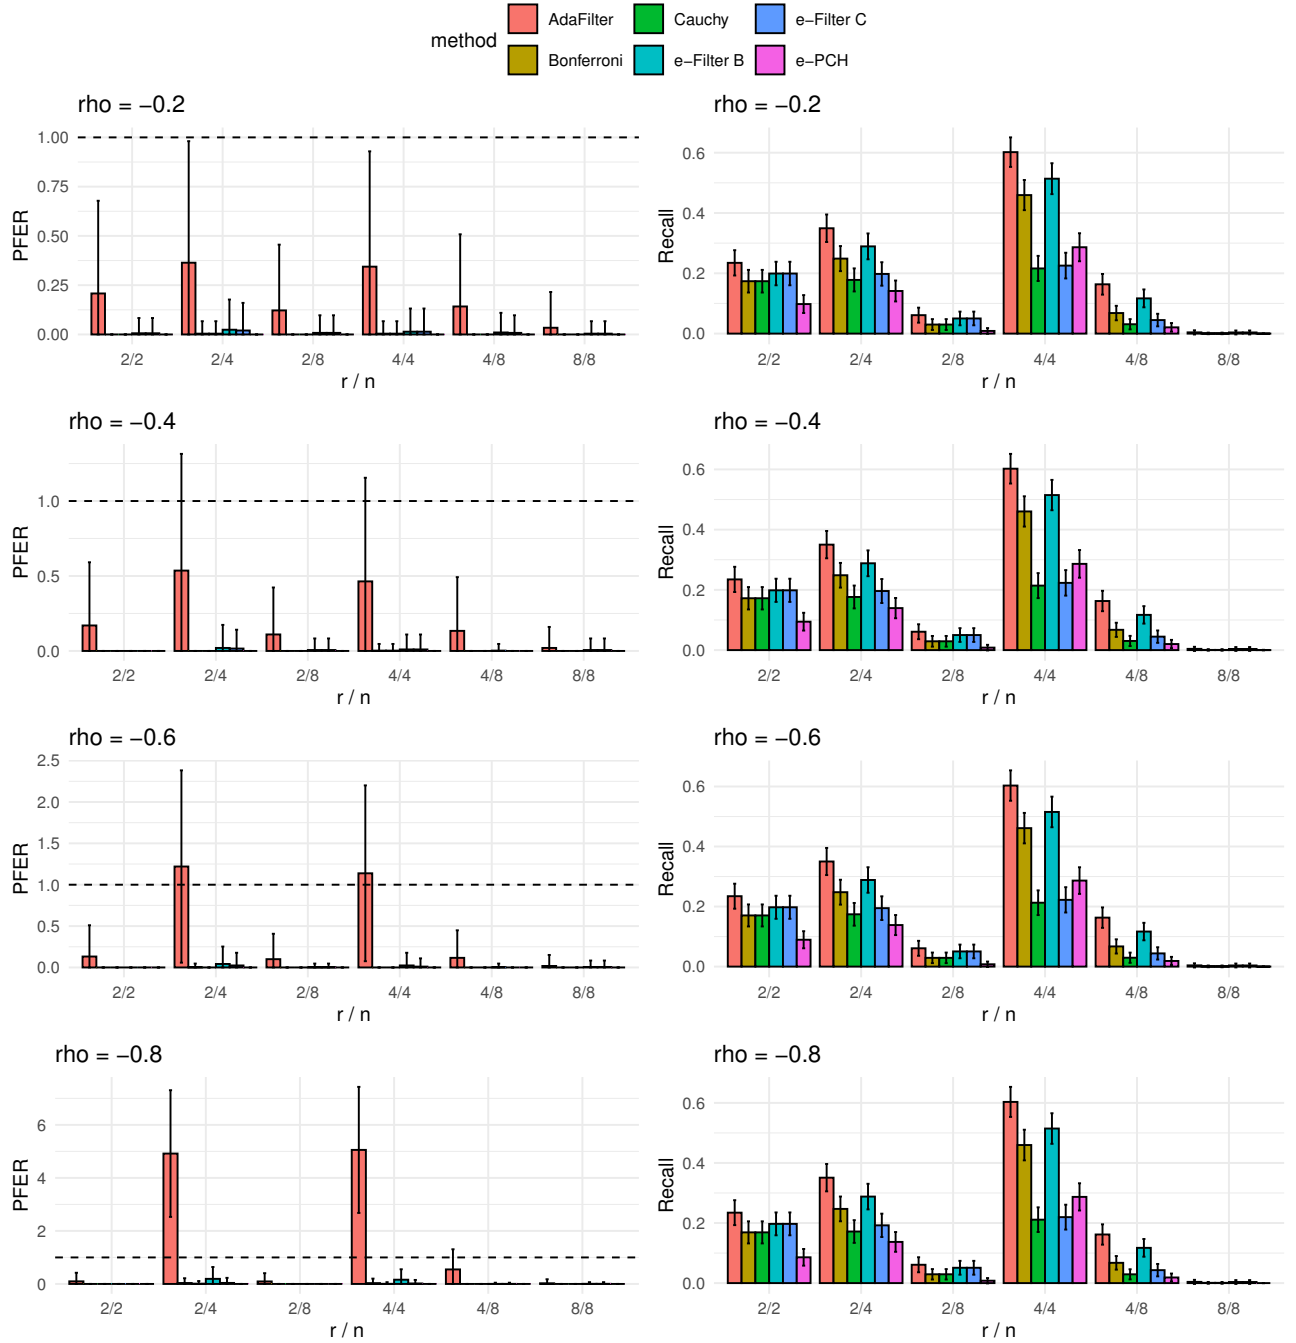 method
AdaFilter
Cauchy
e−Filter C
Bonferroni
e−Filter B
e−PCH
rho = −0.2
PFER
1.00
0.75
0.50
0.25
0.00
2/2 2/4 2/8 4/4 4/8 8/8
r / n
rho = −0.2
Recall
0.6
0.4
0.2
0.0
2/2 2/4 2/8 4/4 4/8 8/8
r / n
rho = −0.4
PFER
1.0
0.5
0.0
2/2 2/4 2/8 4/4 4/8 8/8
r / n
rho = −0.4
Recall
0.6
0.4
0.2
0.0
2/2 2/4 2/8 4/4 4/8 8/8
r / n
rho = −0.6
PFER
2.5
2.0
1.5
1.0
0.5
0.0
2/2 2/4 2/8 4/4 4/8 8/8
r / n
rho = −0.6
Recall
0.6
0.4
0.2
0.0
2/2 2/4 2/8 4/4 4/8 8/8
r / n
rho = −0.8
PFER
6
4
2
0
2/2 2/4 2/8 4/4 4/8 8/8
r / n
rho = −0.8
Recall
0.6
0.4
0.2
0.0
2/2 2/4 2/8 4/4 4/8 8/8
r / n